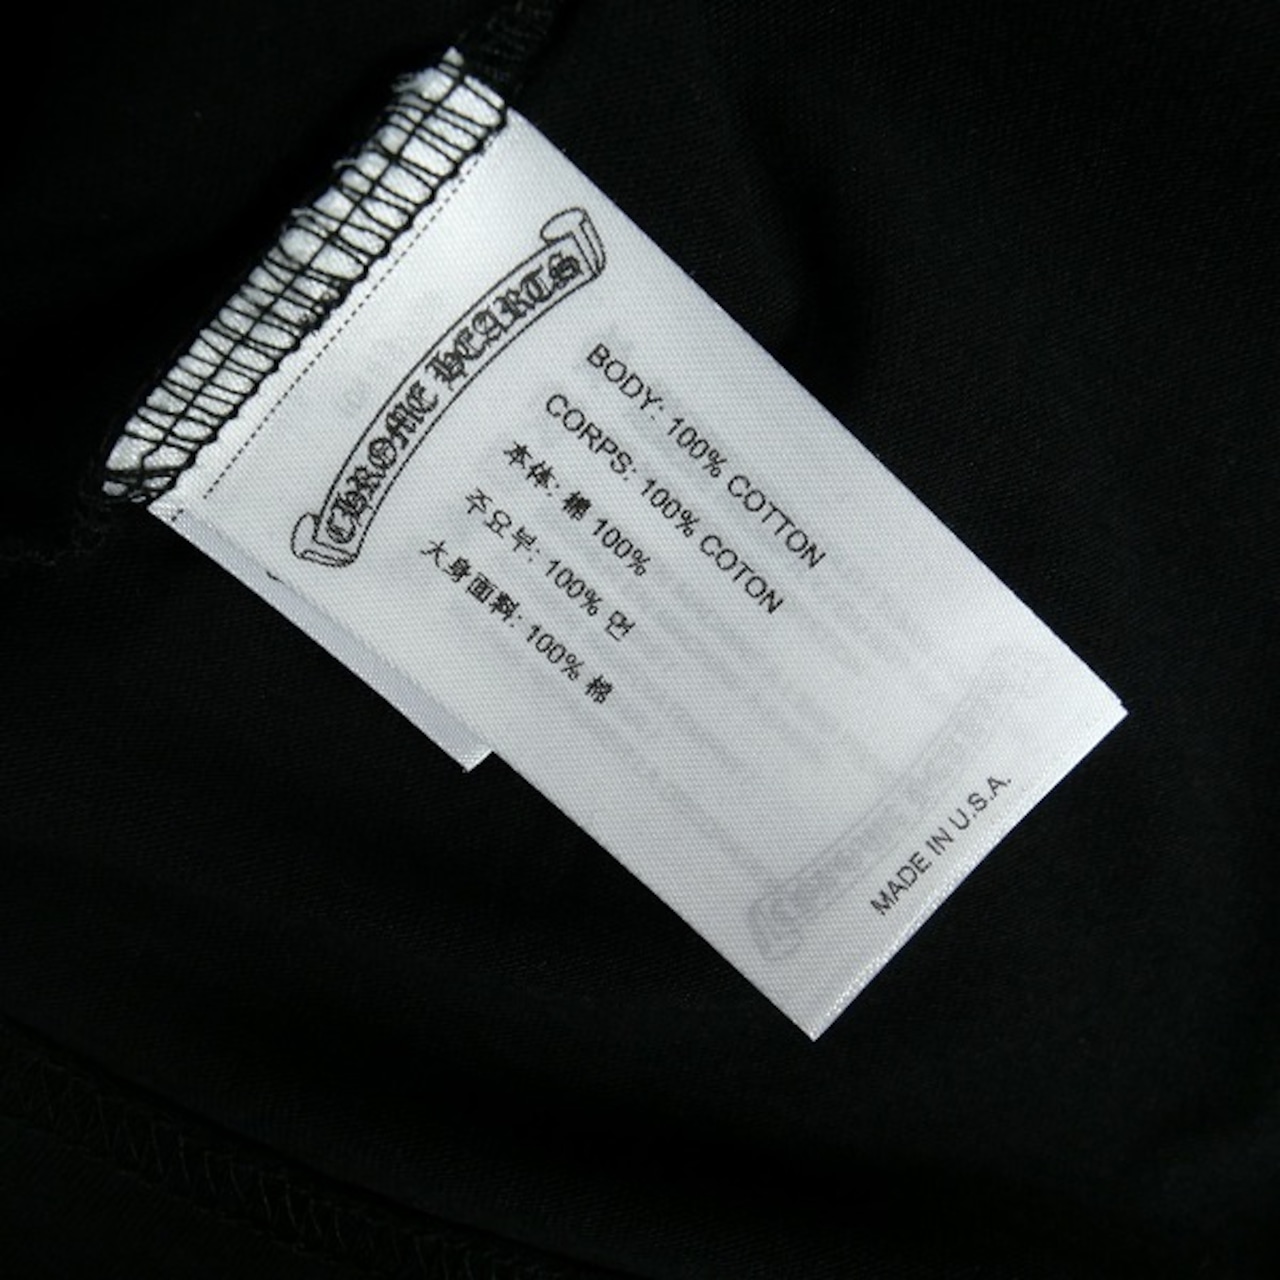 CHROME HEARTS
BODY: 100% COTTON
CORPS: 100% COTON
本体: 棉 100%
주요부: 100% 면
大身面料: 100% 棉
MADE IN U.S.A.